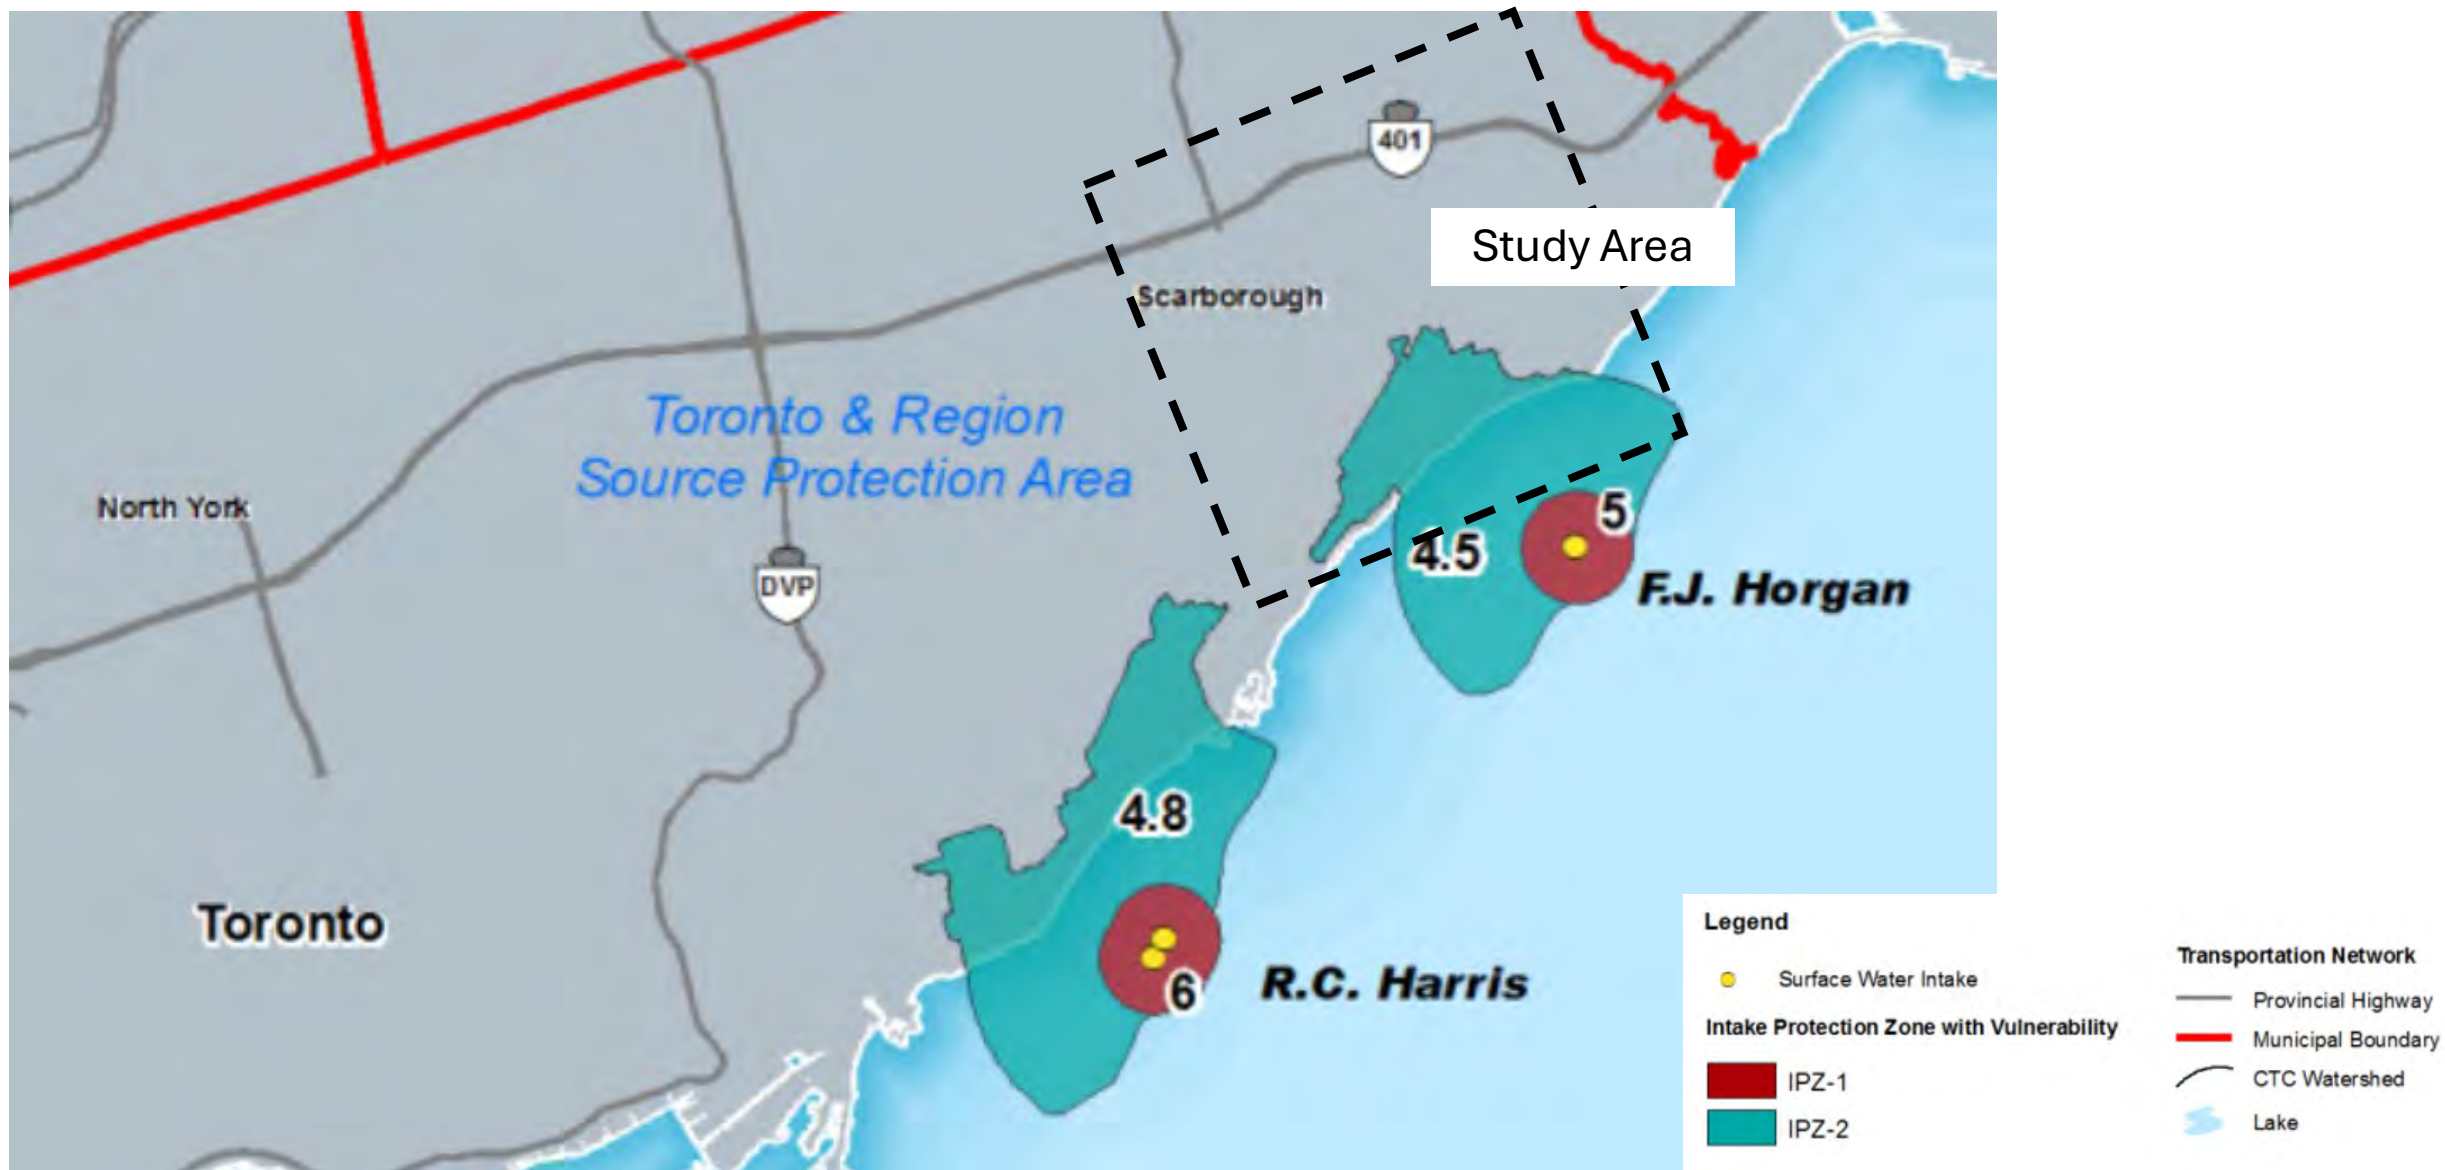 401
Study Area
Scarborough
Toronto & Region
Source Protection Area
North York
5
4.5
DVP
F.J. Horgan
4.8
Toronto
6
R.C. Harris
Legend
Surface Water Intake
Intake Protection Zone with Vulnerability
IPZ-1
IPZ-2
Transportation Network
Provincial Highway
Municipal Boundary
CTC Watershed
Lake